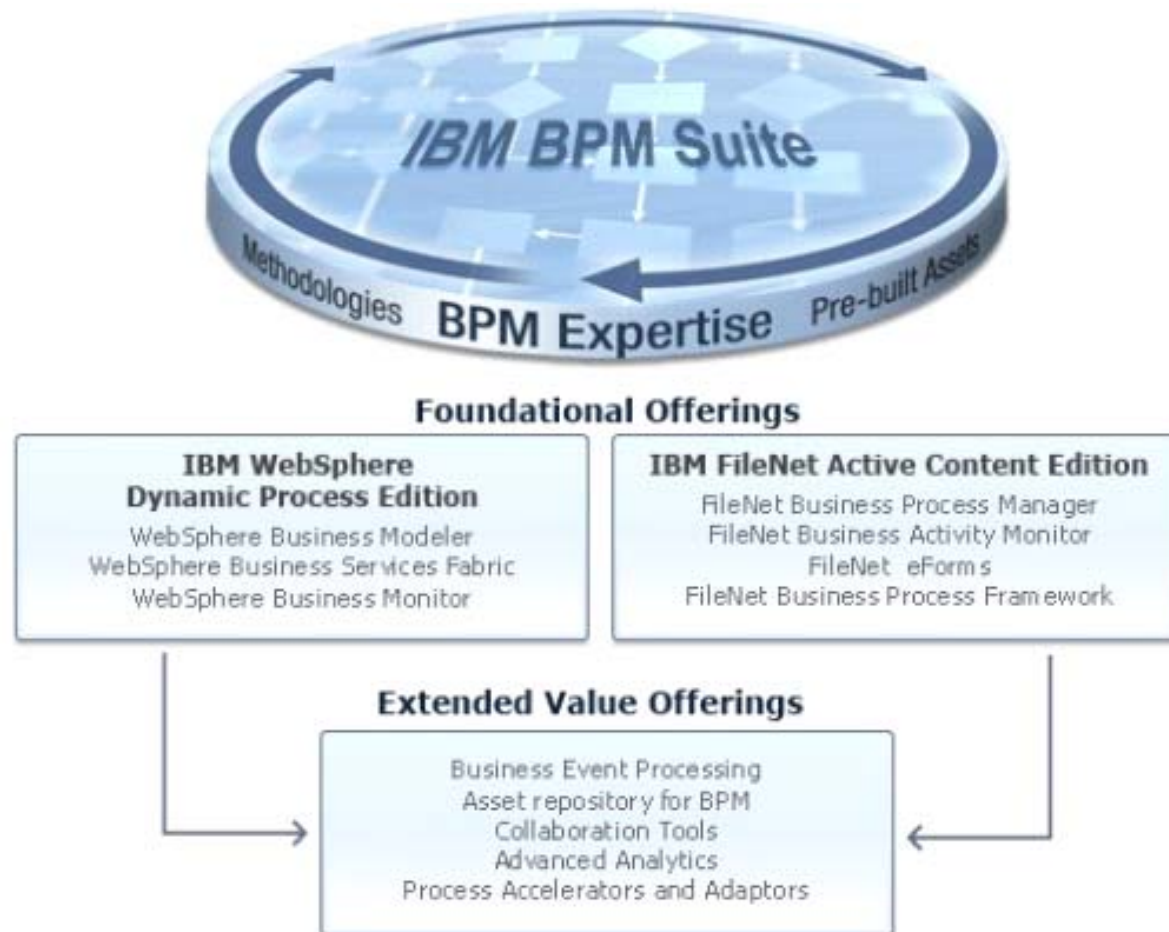 IBM BPM Suite
Methodologies
BPM Expertise
Pre-built Assets
Foundational Offerings
IBM WebSphere
Dynamic Process Edition
WebSphere Business Modeler
WebSphere Business Services Fabric
WebSphere Business Monitor
IBM FileNet Active Content Edition
FileNet Business Process Manager
FileNet Business Activity Monitor
FileNet eForms
FileNet Business Process Framework
Extended Value Offerings
Business Event Processing
Asset repository for BPM
Collaboration Tools
Advanced Analytics
Process Accelerators and Adaptors